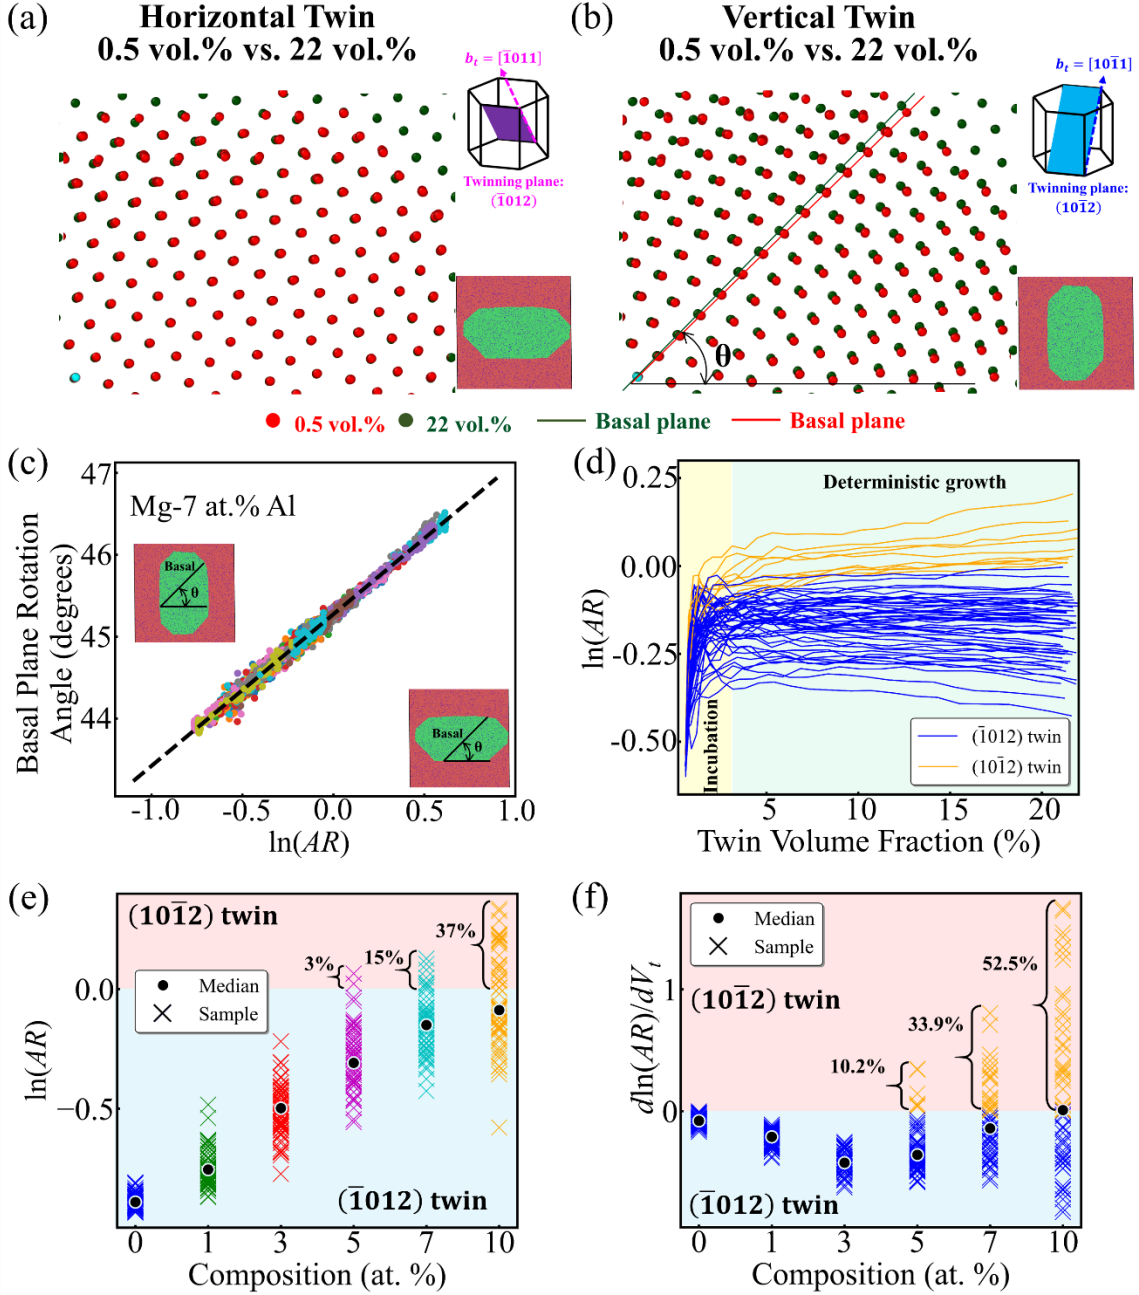 (a)
Horizontal Twin
0.5 vol.% vs. 22 vol.%
b_t = [1̅011]
Twinning plane:
(1̅012)
(b)
Vertical Twin
0.5 vol.% vs. 22 vol.%
b_t = [101̅1]
Twinning plane:
(101̅2)
θ
0.5 vol.%
22 vol.%
Basal plane
Basal plane
(c)
Mg-7 at.% Al
Basal
θ
Basal
θ
47
46
45
44
Basal Plane Rotation
Angle (degrees)
-1.0
-0.5
0.0
0.5
1.0
ln(AR)
(d)
Deterministic growth
Incubation
(1̅012) twin
(101̅2) twin
0.25
0.00
-0.25
-0.50
ln(AR)
5
10
15
20
Twin Volume Fraction (%)
(e)
(101̅2) twin
3%
15%
37%
Median
Sample
(1̅012) twin
0.0
−0.5
ln(AR)
0
1
3
5
7
10
Composition (at. %)
(f)
Median
Sample
(101̅2) twin
10.2%
33.9%
52.5%
(1̅012) twin
1
0
dln(AR)/dV_t
0
1
3
5
7
10
Composition (at. %)